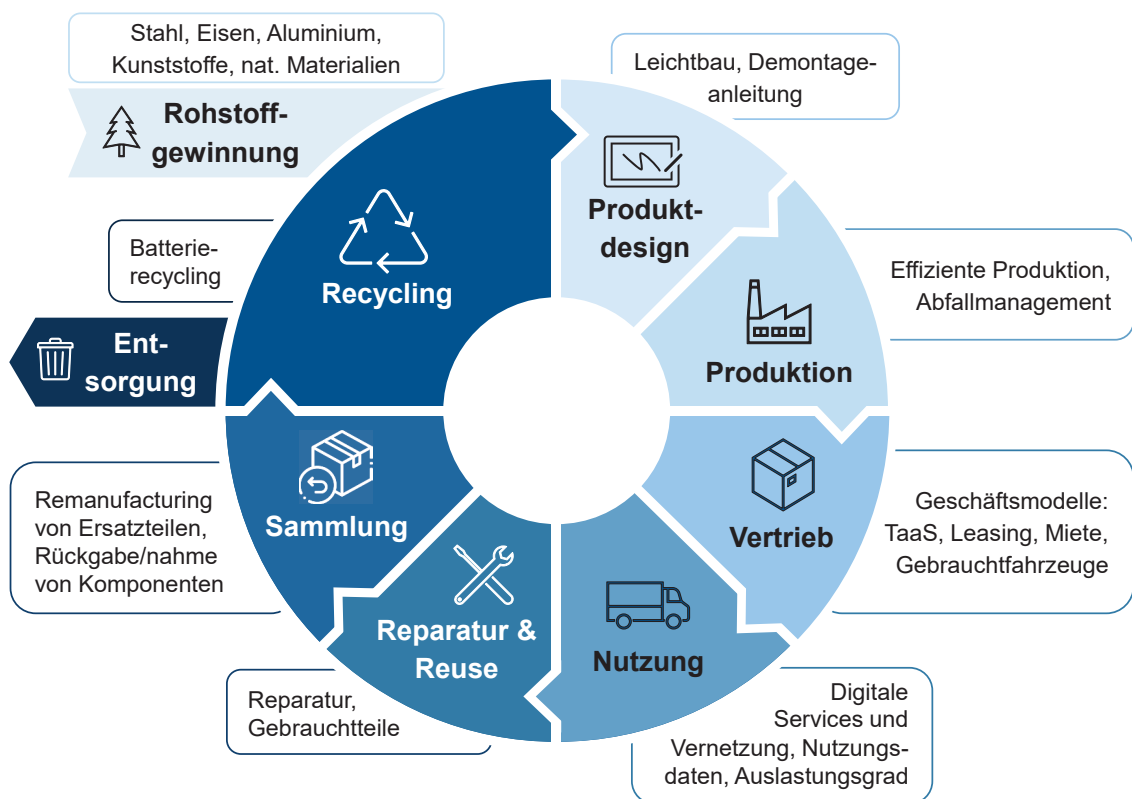 Stahl, Eisen, Aluminium,
Kunststoffe, nat. Materialien
Rohstoff-
gewinnung
Leichtbau, Demontage-
anleitung
Produkt-
design
Effiziente Produktion,
Abfallmanagement
Produktion
Geschäftsmodelle:
TaaS, Leasing, Miete,
Gebrauchtfahrzeuge
Vertrieb
Digitale
Services und
Vernetzung, Nutzungs-
daten, Auslastungsgrad
Nutzung
Reparatur &
Reuse
Reparatur,
Gebrauchtteile
Sammlung
Remanufacturing
von Ersatzteilen,
Rückgabe/nahme
von Komponenten
Ent-
sorgung
Batterie-
recycling
Recycling